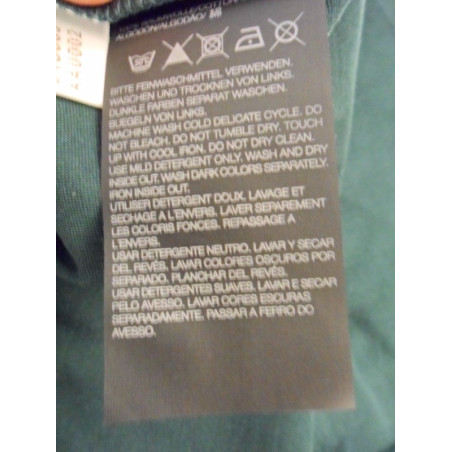 ALGODON/ALGODÃO/
30°C
BITTE FEINWASCHMITTEL VERWENDEN.
WASCHEN UND TROCKNEN VON LINKS.
DUNKLE FARBEN SEPARAT WASCHEN.
BUEGELN VON LINKS.
MACHINE WASH COLD DELICATE CYCLE. DO
NOT BLEACH. DO NOT TUMBLE DRY. TOUCH
UP WITH COOL IRON. DO NOT DRY CLEAN.
USE MILD DETERGENT ONLY. WASH AND DRY
INSIDE OUT. WASH DARK COLORS SEPARATELY.
IRON INSIDE OUT.
UTILISER DETERGENT DOUX. LAVAGE ET
SECHAGE A L'ENVERS. LAVER SEPAREMENT
LES COLORIS FONCES. REPASSAGE A
L'ENVERS.
USAR DETERGENTE NEUTRO. LAVAR Y SECAR
DEL REVÉS. LAVAR COLORES OSCUROS POR
SEPARADO. PLANCHAR DEL REVÉS.
USAR DETERGENTES SUAVES. LAVAR E SECAR
PELO AVESSO. LAVAR CORES ESCURAS
SEPARADAMENTE. PASSAR A FERRO DO
AVESSO.